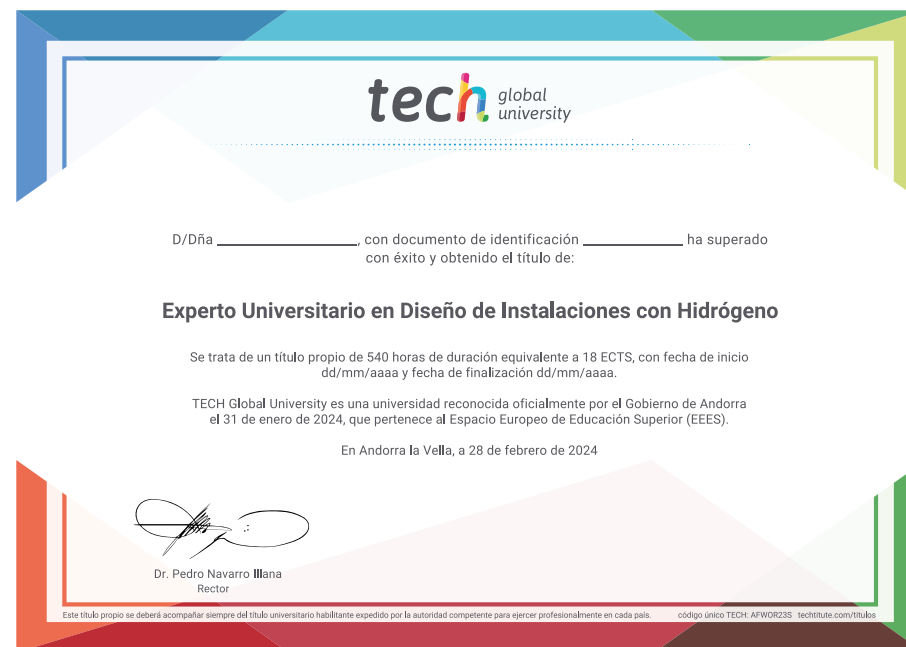 tech global university
D/Dña ____________________, con documento de identificación ______________ ha superado
con éxito y obtenido el título de:
Experto Universitario en Diseño de Instalaciones con Hidrógeno
Se trata de un título propio de 540 horas de duración equivalente a 18 ECTS, con fecha de inicio
dd/mm/aaaa y fecha de finalización dd/mm/aaaa.
TECH Global University es una universidad reconocida oficialmente por el Gobierno de Andorra
el 31 de enero de 2024, que pertenece al Espacio Europeo de Educación Superior (EEES).
En Andorra la Vella, a 28 de febrero de 2024
Dr. Pedro Navarro Illana
Rector
Este título propio se deberá acompañar siempre del título universitario habilitante expedido por la autoridad competente para ejercer profesionalmente en cada país. código único TECH: AFWOR23S techtitute.com/titulos